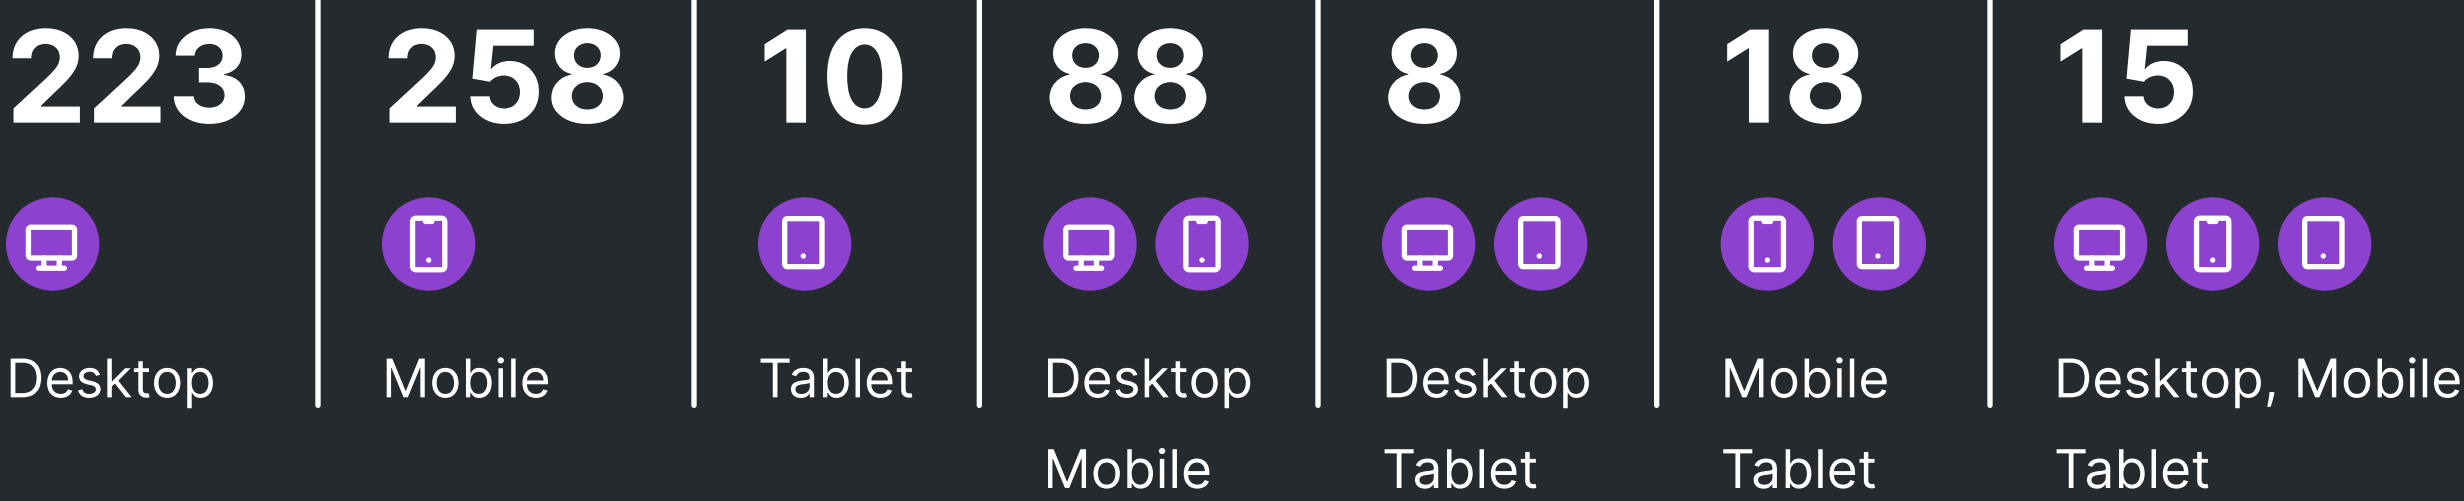 223
Desktop
258
Mobile
10
Tablet
88
Desktop
Mobile
8
Desktop
Tablet
18
Mobile
Tablet
15
Desktop, Mobile
Tablet